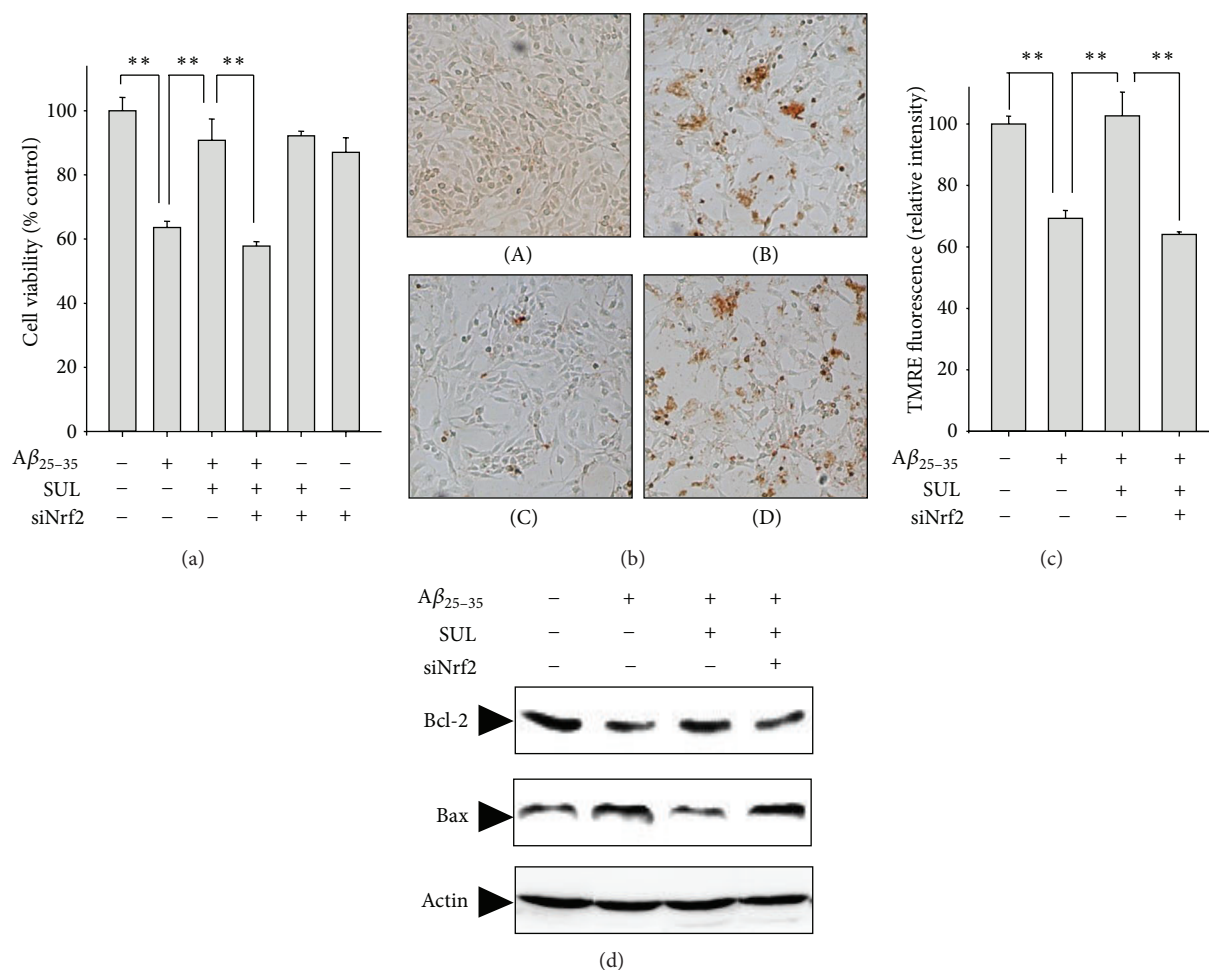 ** ** **
Cell viability (% control)
100
80
60
40
20
0
Aβ25–35 − + + + − −
SUL − − + + + −
siNrf2 − − − + + +
(a)
(A) (B)
(C) (D)
(b)
** ** **
TMRE fluorescence (relative intensity)
100
80
60
40
20
0
Aβ25–35 − + + +
SUL − − + +
siNrf2 − − − +
(c)
Aβ25–35 − + + +
SUL − − + +
siNrf2 − − − +
Bcl-2
Bax
Actin
(d)